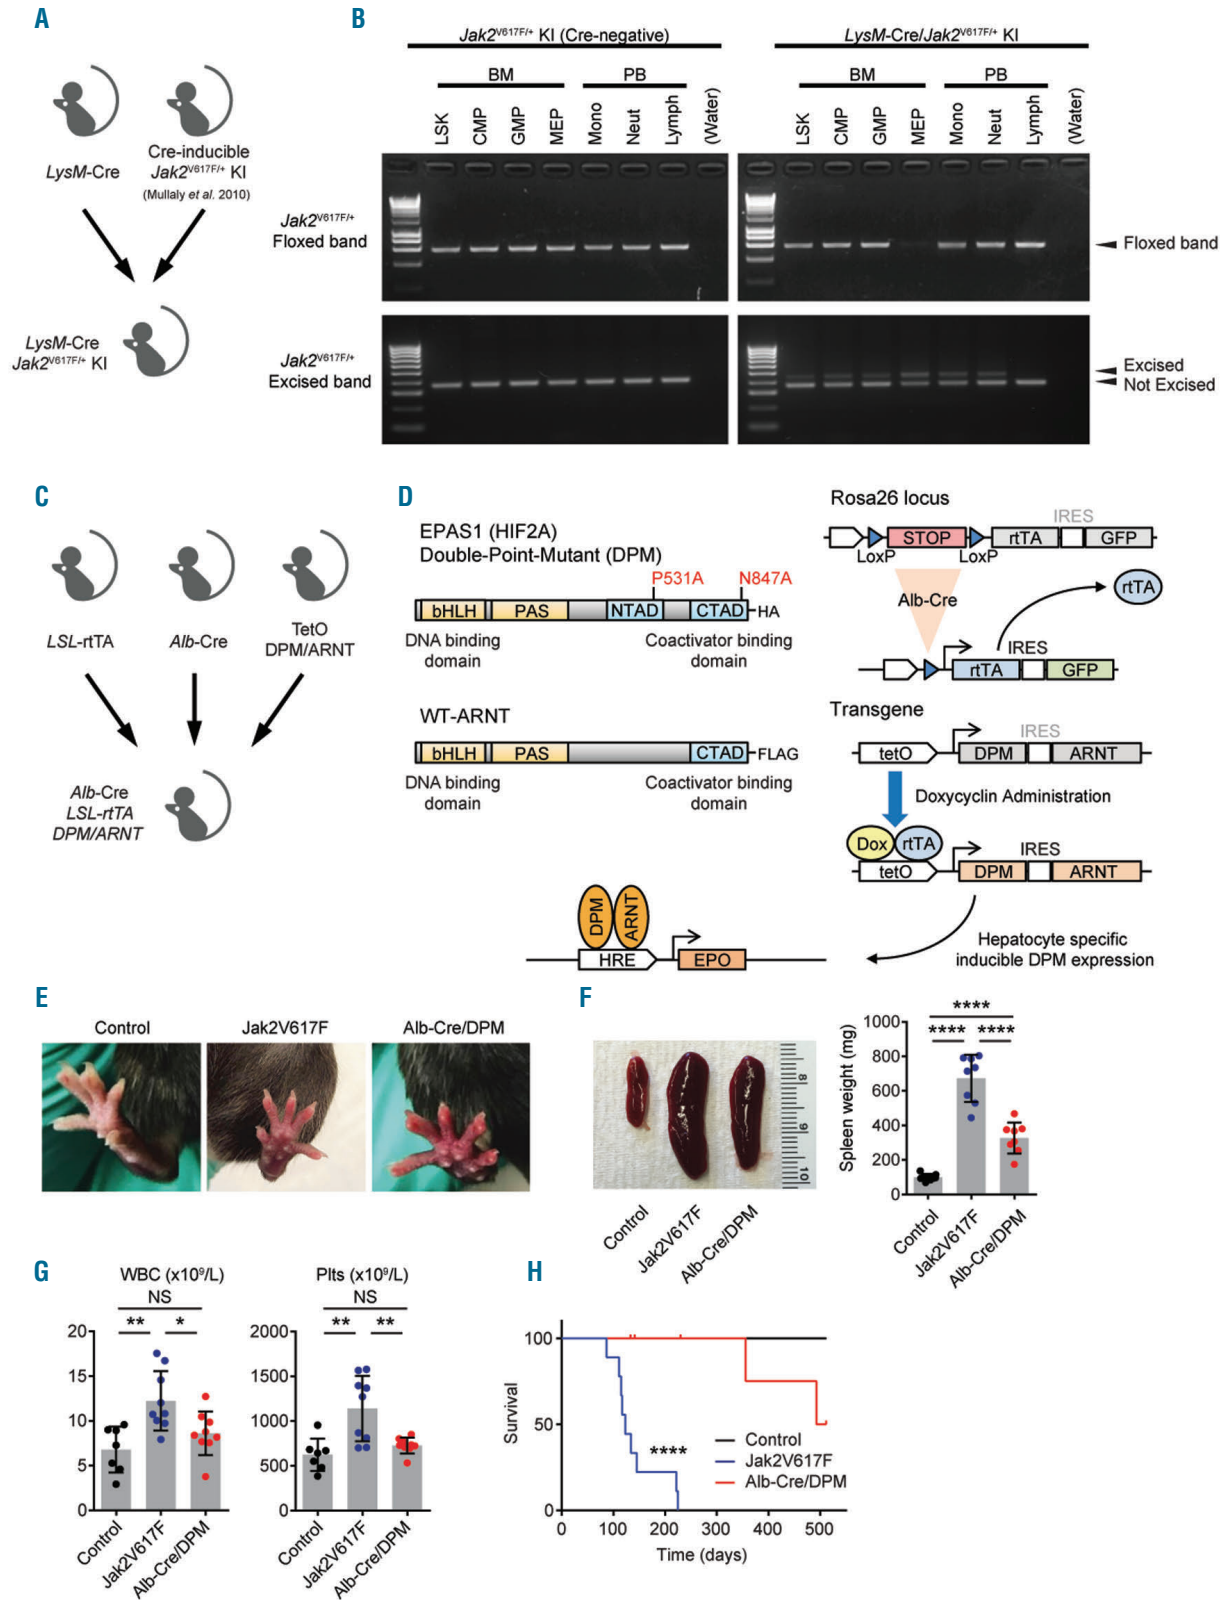 A
LysM-Cre
Cre-inducible
Jak2V617F/+ KI
(Mullaly et al. 2010)
LysM-Cre
Jak2V617F/+ KI
B
Jak2V617F/+ KI (Cre-negative)
LysM-Cre/Jak2V617F/+ KI
BM
PB
BM
PB
LSK
CMP
GMP
MEP
Mono
Neut
Lymph
(Water)
LSK
CMP
GMP
MEP
Mono
Neut
Lymph
(Water)
Jak2V617F/+
Floxed band
Floxed band
Jak2V617F/+
Excised band
Excised
Not Excised
C
LSL-rtTA
Alb-Cre
TetO
DPM/ARNT
Alb-Cre
LSL-rtTA
DPM/ARNT
D
EPAS1 (HIF2A)
Double-Point-Mutant (DPM)
P531A
N847A
bHLH
PAS
NTAD
CTAD
HA
DNA binding
domain
Coactivator binding
domain
WT-ARNT
bHLH
PAS
CTAD
FLAG
DNA binding
domain
Coactivator binding
domain
Rosa26 locus
IRES
STOP
rtTA
GFP
LoxP
LoxP
Alb-Cre
rtTA
IRES
rtTA
GFP
Transgene
IRES
tetO
DPM
ARNT
Doxycyclin Administration
Dox
rtTA
IRES
tetO
DPM
ARNT
Hepatocyte specific
inducible DPM expression
DPM
ARNT
HRE
EPO
E
Control
Jak2V617F
Alb-Cre/DPM
F
8
9
10
Control
Jak2V617F
Alb-Cre/DPM
Spleen weight (mg)
1000
800
600
400
200
0
****
****
****
Control
Jak2V617F
Alb-Cre/DPM
G
WBC (x10⁹/L)
NS
**
*
20
15
10
5
0
Control
Jak2V617F
Alb-Cre/DPM
Plts (x10⁹/L)
NS
**
**
2000
1500
1000
500
0
Control
Jak2V617F
Alb-Cre/DPM
H
Survival
100
50
0
****
Control
Jak2V617F
Alb-Cre/DPM
0
100
200
300
400
500
Time (days)